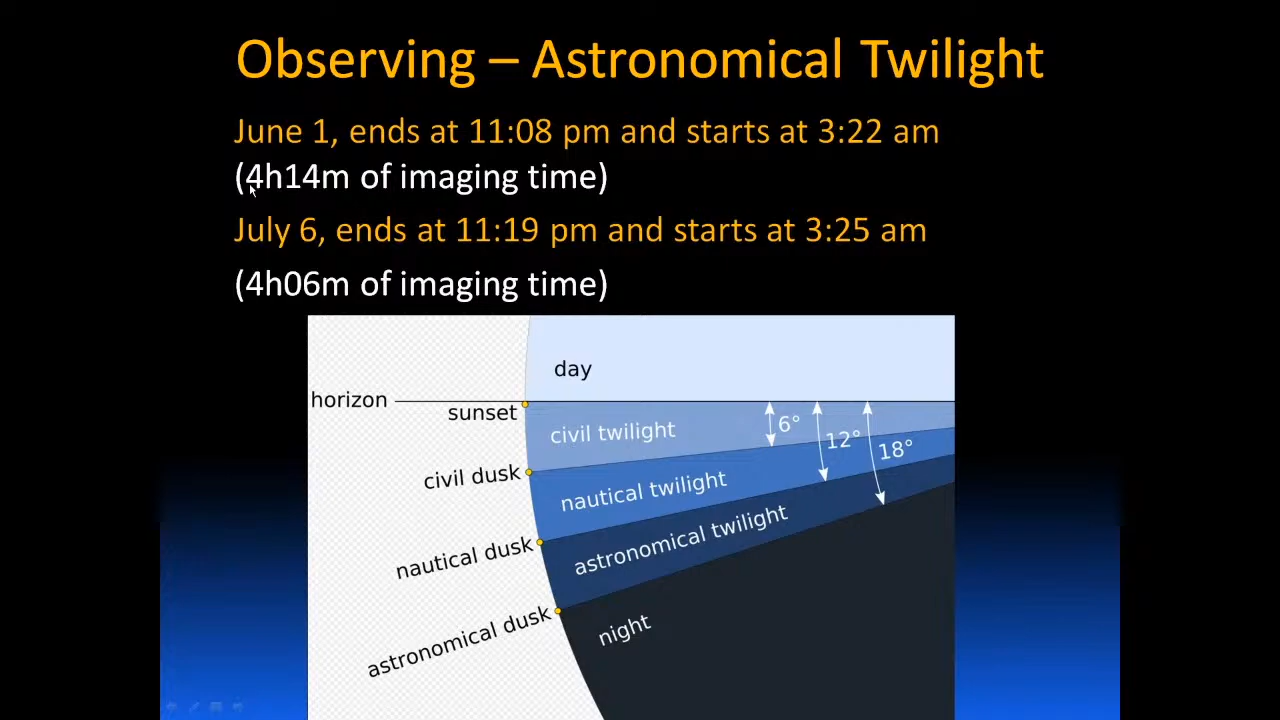 Observing – Astronomical Twilight
June 1, ends at 11:08 pm and starts at 3:22 am
(4h14m of imaging time)
July 6, ends at 11:19 pm and starts at 3:25 am
(4h06m of imaging time)
day
horizon
sunset
civil twilight
6°
12°
18°
civil dusk
nautical twilight
nautical dusk
astronomical twilight
astronomical dusk
night